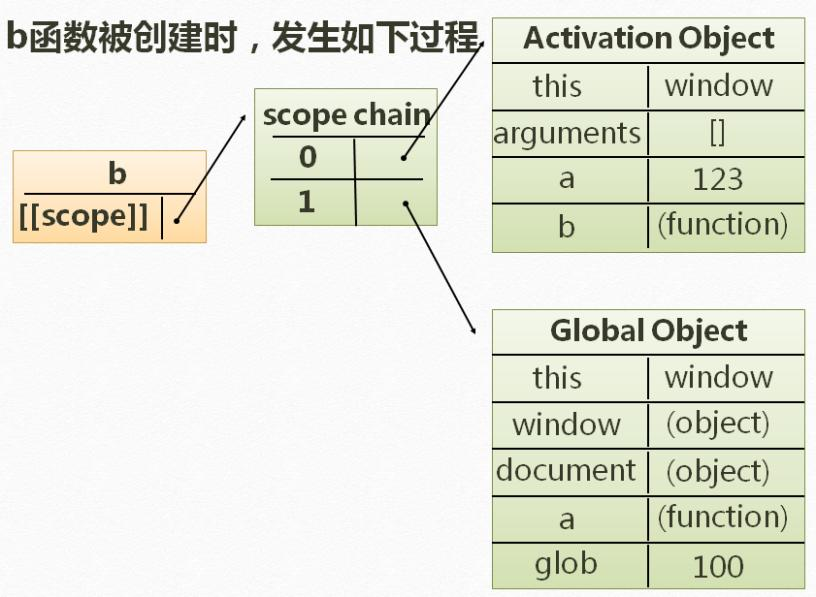 b函数被创建时，发生如下过程
b
[[scope]]
scope chain
0
1
Activation Object
this window
arguments []
a 123
b (function)
Global Object
this window
window (object)
document (object)
a (function)
glob 100